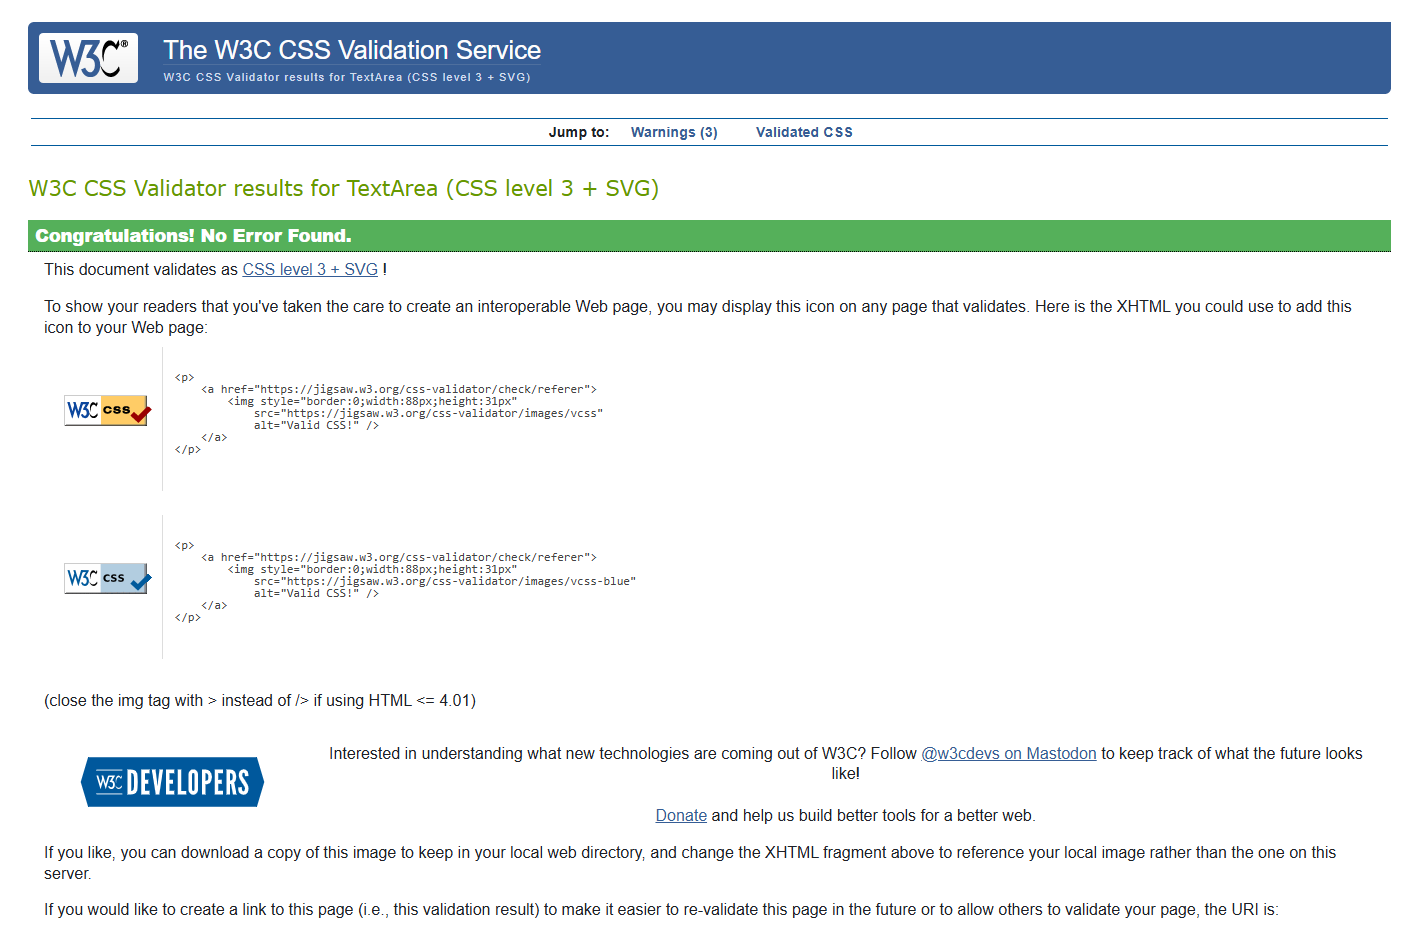 W3C® The W3C CSS Validation Service
W3C CSS Validator results for TextArea (CSS level 3 + SVG)
Jump to: Warnings (3) Validated CSS
W3C CSS Validator results for TextArea (CSS level 3 + SVG)
Congratulations! No Error Found.
This document validates as CSS level 3 + SVG !
To show your readers that you've taken the care to create an interoperable Web page, you may display this icon on any page that validates. Here is the XHTML you could use to add this
icon to your Web page:
W3C css
<p>
    <a href="https://jigsaw.w3.org/css-validator/check/referer">
        <img style="border:0;width:88px;height:31px"
            src="https://jigsaw.w3.org/css-validator/images/vcss"
            alt="Valid CSS!" />
    </a>
</p>
W3C css
<p>
    <a href="https://jigsaw.w3.org/css-validator/check/referer">
        <img style="border:0;width:88px;height:31px"
            src="https://jigsaw.w3.org/css-validator/images/vcss-blue"
            alt="Valid CSS!" />
    </a>
</p>
(close the img tag with > instead of /> if using HTML <= 4.01)
W3C DEVELOPERS
Interested in understanding what new technologies are coming out of W3C? Follow @w3cdevs on Mastodon to keep track of what the future looks
like!
Donate and help us build better tools for a better web.
If you like, you can download a copy of this image to keep in your local web directory, and change the XHTML fragment above to reference your local image rather than the one on this
server.
If you would like to create a link to this page (i.e., this validation result) to make it easier to re-validate this page in the future or to allow others to validate your page, the URI is: